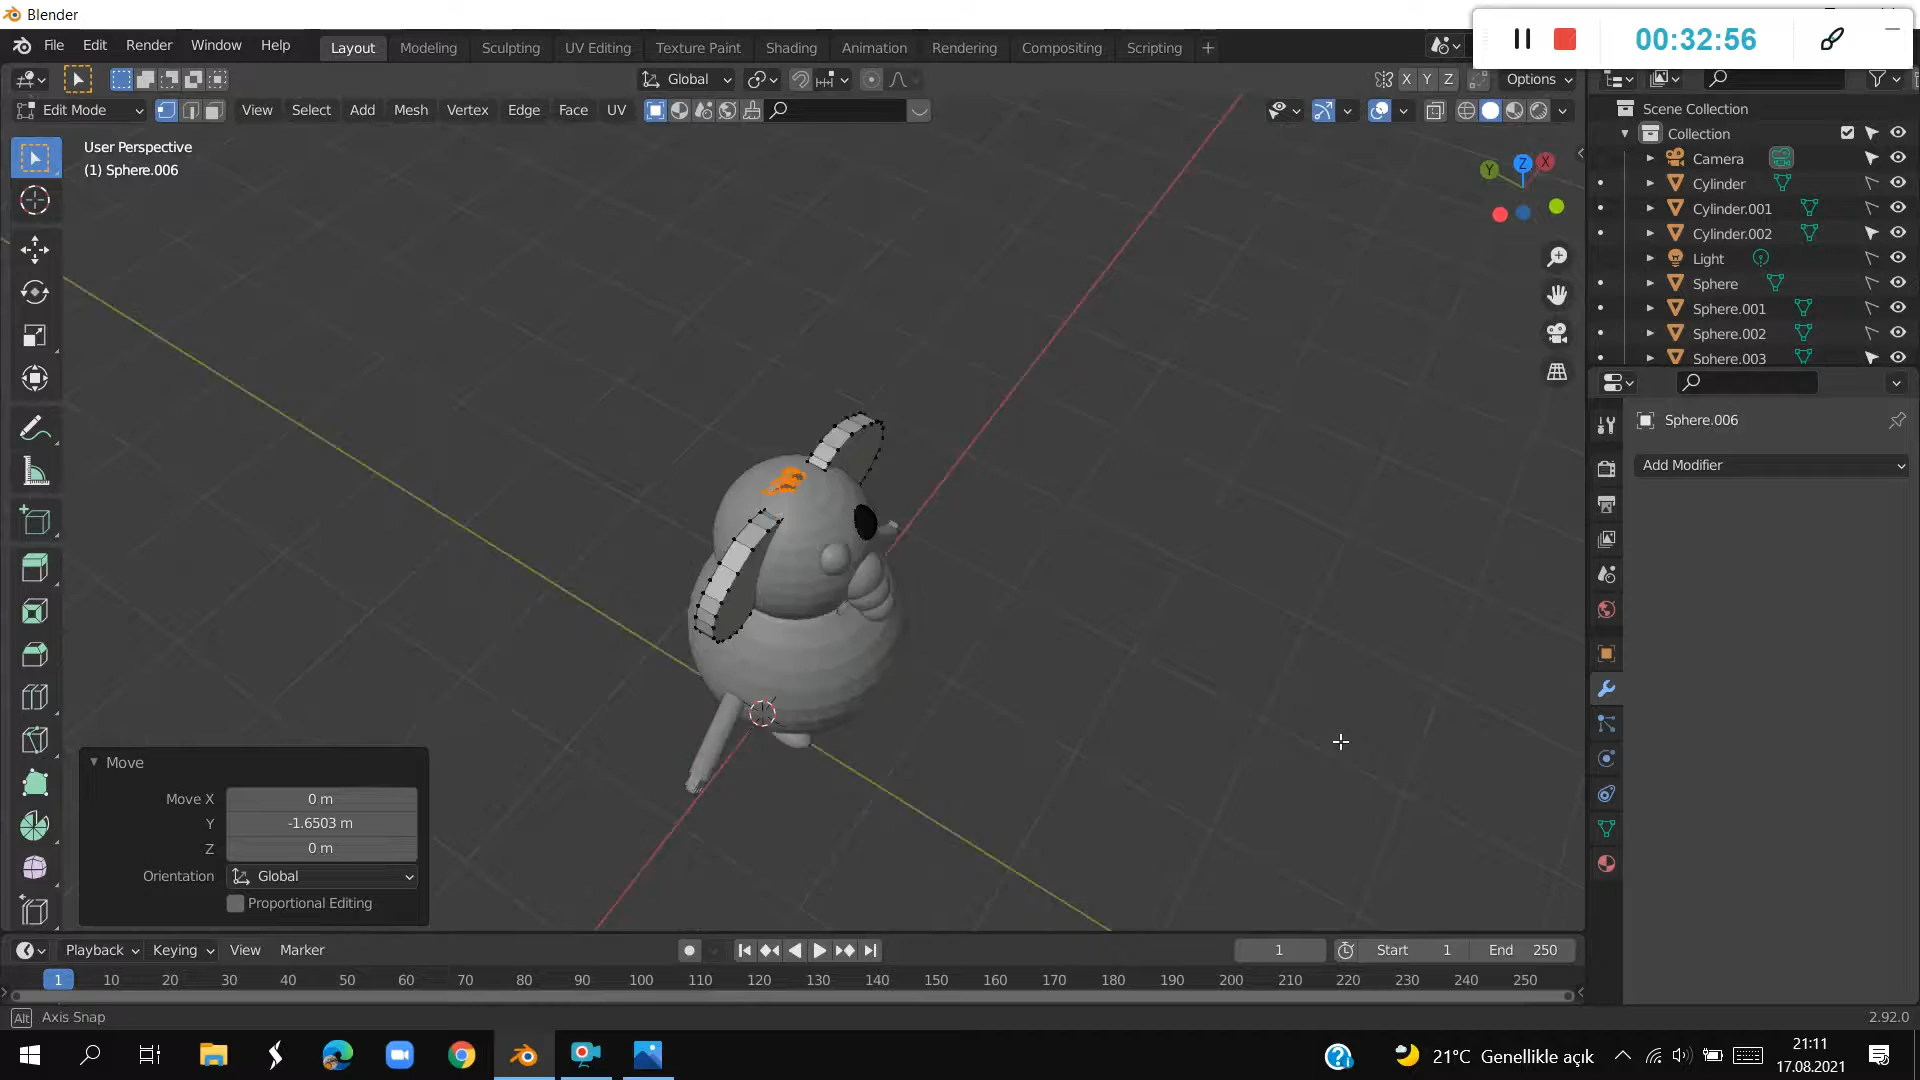 Blender
File Edit Render Window Help
Layout Modeling Sculpting UV Editing Texture Paint Shading Animation Rendering Compositing Scripting +
00:32:56
Global
X Y Z
Options
Edit Mode
View Select Add Mesh Vertex Edge Face UV
User Perspective
(1) Sphere.006
Z X Y
Scene Collection
Collection
Camera
Cylinder
Cylinder.001
Cylinder.002
Light
Sphere
Sphere.001
Sphere.002
Sphere.003
Sphere.006
Add Modifier
Move
Move X 0 m
Y -1.6503 m
Z 0 m
Orientation Global
Proportional Editing
Playback Keying View Marker
1 Start 1 End 250
1 10 20 30 40 50 60 70 80 90 100 110 120 130 140 150 160 170 180 190 200 210 220 230 240 250
Alt Axis Snap
2.92.0
21°C Genellikle açık
21:11
17.08.2021